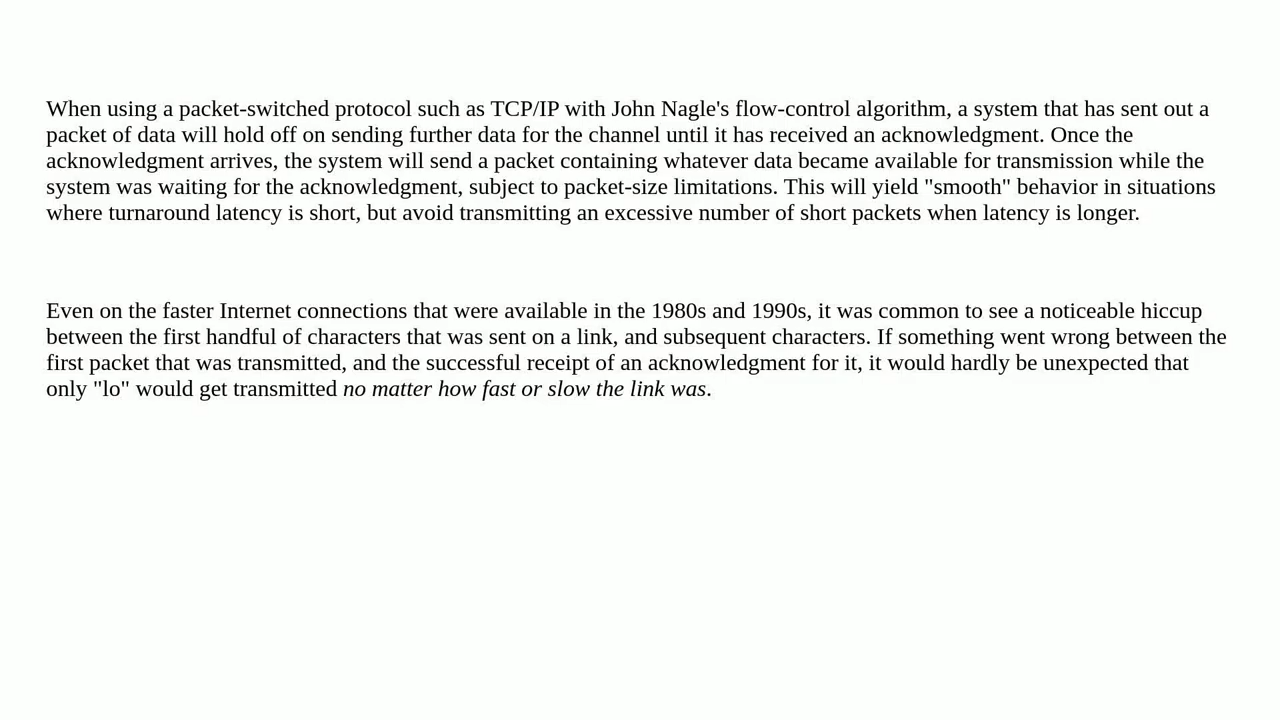 When using a packet-switched protocol such as TCP/IP with John Nagle's flow-control algorithm, a system that has sent out a
packet of data will hold off on sending further data for the channel until it has received an acknowledgment. Once the
acknowledgment arrives, the system will send a packet containing whatever data became available for transmission while the
system was waiting for the acknowledgment, subject to packet-size limitations. This will yield "smooth" behavior in situations
where turnaround latency is short, but avoid transmitting an excessive number of short packets when latency is longer.
Even on the faster Internet connections that were available in the 1980s and 1990s, it was common to see a noticeable hiccup
between the first handful of characters that was sent on a link, and subsequent characters. If something went wrong between the
first packet that was transmitted, and the successful receipt of an acknowledgment for it, it would hardly be unexpected that
only "lo" would get transmitted no matter how fast or slow the link was.